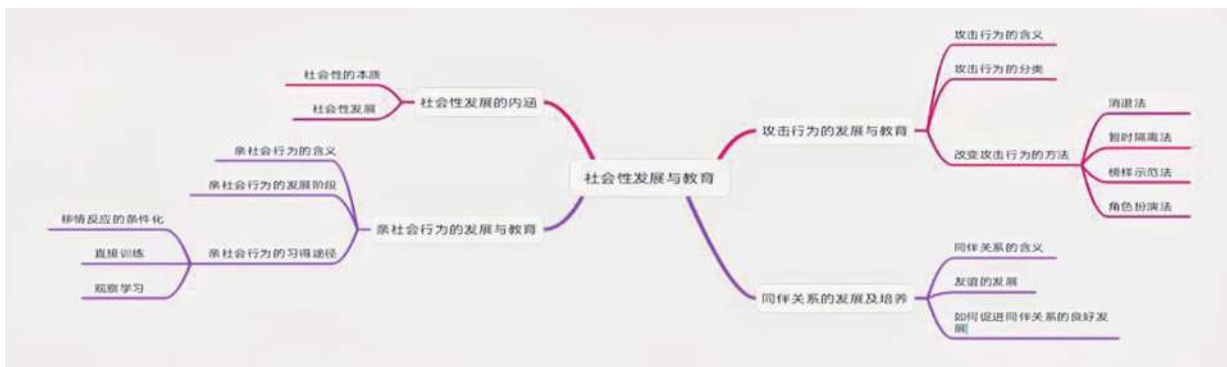 社会性发展与教育
社会性发展的内涵
社会性的本质
社会性发展
亲社会行为的发展与教育
亲社会行为的含义
亲社会行为的发展阶段
亲社会行为的习得途径
移情反应的条件化
直接训练
观察学习
攻击行为的发展与教育
攻击行为的含义
攻击行为的分类
改变攻击行为的方法
消退法
暂时隔离法
榜样示范法
角色扮演法
同伴关系的发展及培养
同伴关系的含义
友谊的发展
如何促进同伴关系的良好发
展